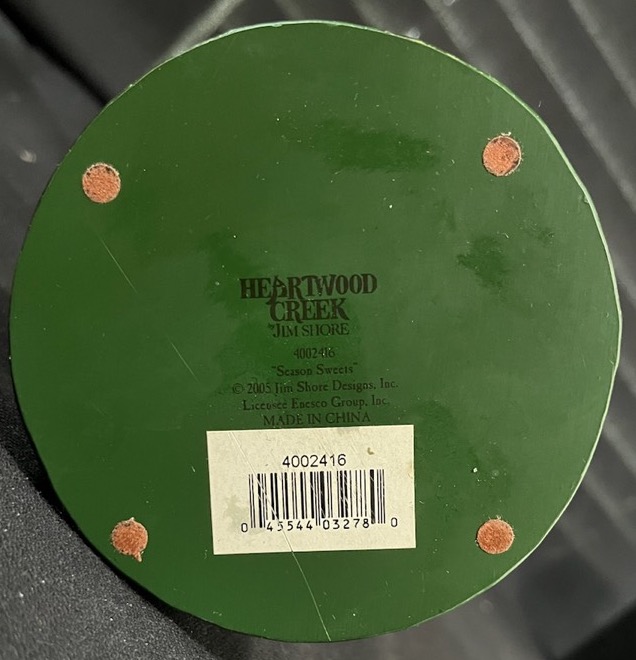 HEARTWOOD
CREEK
by JIM SHORE
4002416
"Season Sweets"
© 2005 Jim Shore Designs, Inc.
Licensee Enesco Group, Inc.
MADE IN CHINA
4002416
0 45544 03278 0